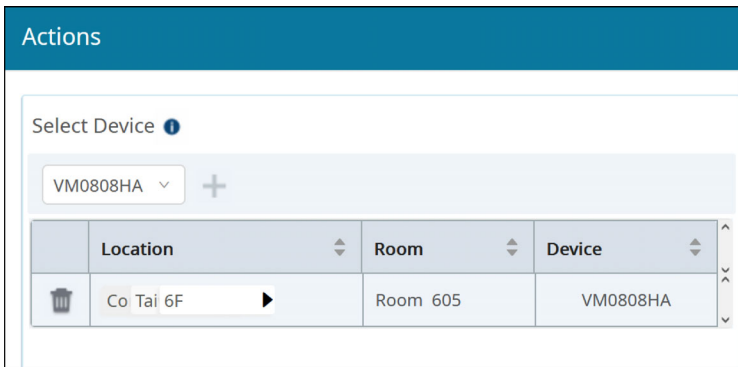 Actions
Select Device
VM0808HA
Location Room Device
Co Tai 6F Room 605 VM0808HA